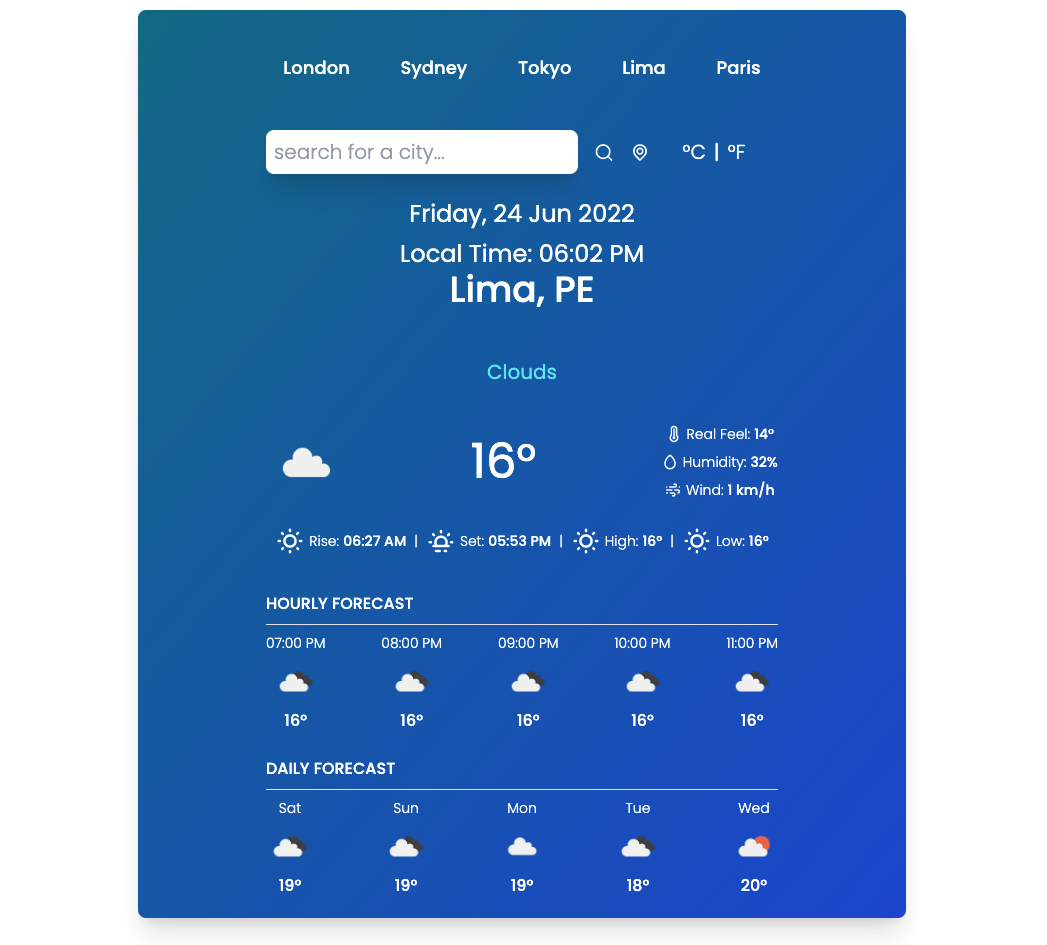 London Sydney Tokyo Lima Paris
search for a city... ºC | ºF
Friday, 24 Jun 2022
Local Time: 06:02 PM
Lima, PE
Clouds
16°
Real Feel: 14°
Humidity: 32%
Wind: 1 km/h
Rise: 06:27 AM | Set: 05:53 PM | High: 16° | Low: 16°
HOURLY FORECAST
07:00 PM 08:00 PM 09:00 PM 10:00 PM 11:00 PM
16° 16° 16° 16° 16°
DAILY FORECAST
Sat Sun Mon Tue Wed
19° 19° 19° 18° 20°